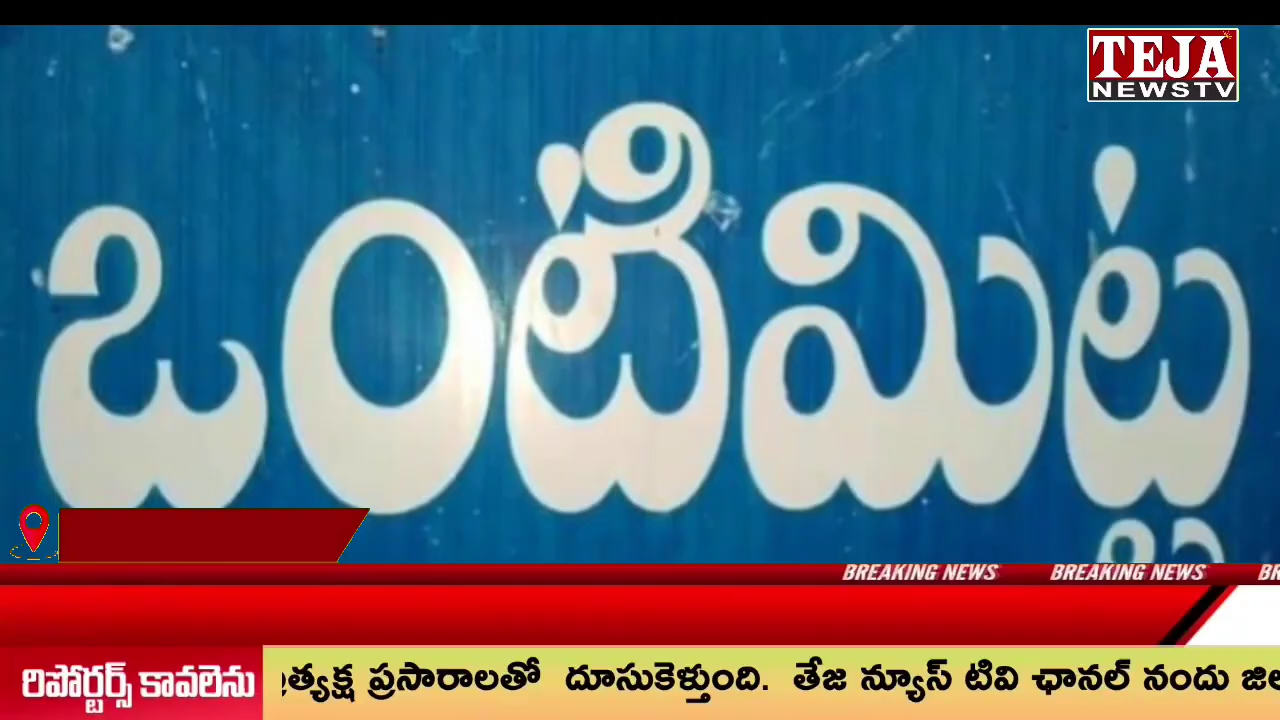 TEJA
NEWSTV
ఒంటిమిట్ట
BREAKING NEWS BREAKING NEWS
రిపోర్టర్స్ కావలెను
ప్రసారాలతో దూసుకెళ్తుంది. తేజ న్యూస్ టివి ఛానల్ నందు